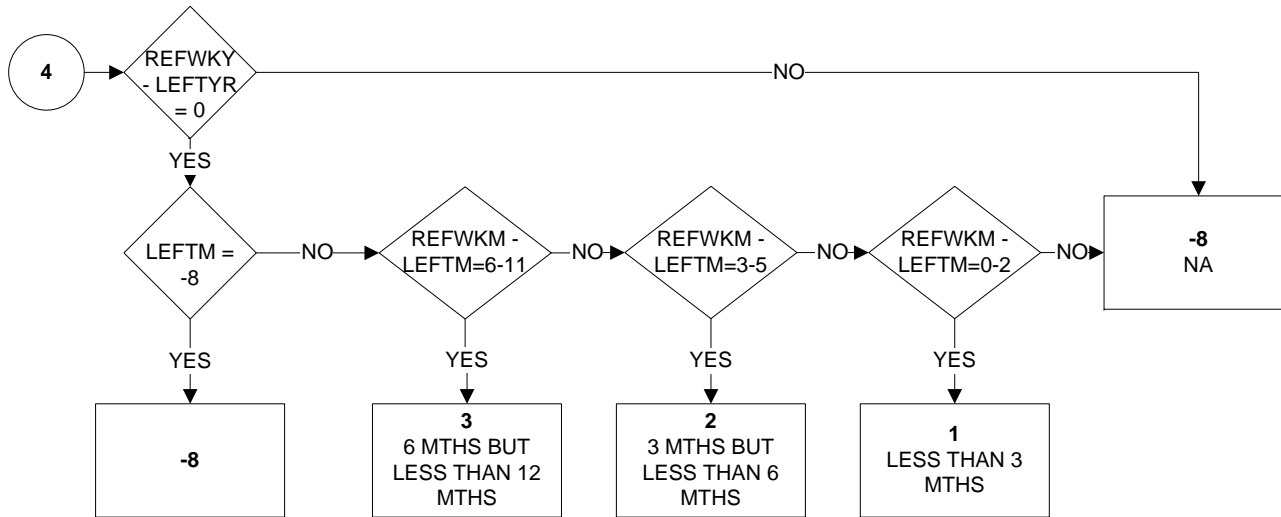 4
REFWKY
- LEFTYR
= 0
NO
YES
LEFTM =
-8
NO
REFWKM -
LEFTM=6-11
NO
REFWKM -
LEFTM=3-5
NO
REFWKM -
LEFTM=0-2
NO
-8
NA
YES
YES
YES
YES
-8
3
6 MTHS BUT
LESS THAN 12
MTHS
2
3 MTHS BUT
LESS THAN 6
MTHS
1
LESS THAN 3
MTHS